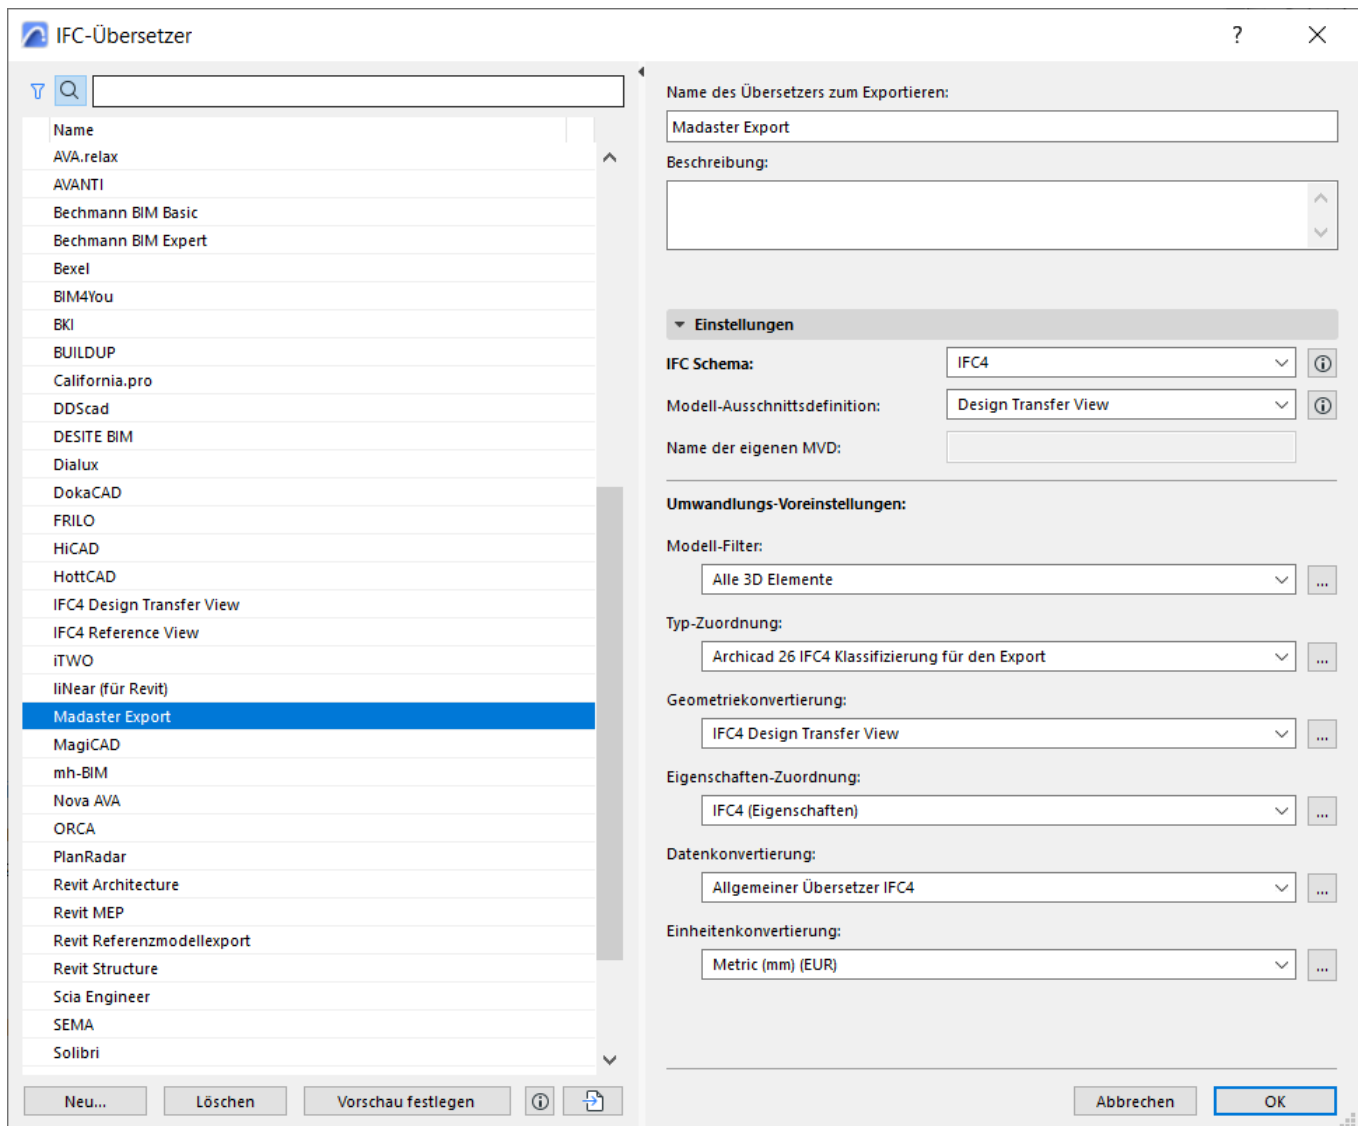 IFC-Übersetzer
?
Name
AVA.relax
AVANTI
Bechmann BIM Basic
Bechmann BIM Expert
Bexel
BIM4You
BKI
BUILDUP
California.pro
DDScad
DESITE BIM
Dialux
DokaCAD
FRILO
HiCAD
HottCAD
IFC4 Design Transfer View
IFC4 Reference View
iTWO
liNear (für Revit)
Madaster Export
MagiCAD
mh-BIM
Nova AVA
ORCA
PlanRadar
Revit Architecture
Revit MEP
Revit Referenzmodellexport
Revit Structure
Scia Engineer
SEMA
Solibri
Neu...
Löschen
Vorschau festlegen
Name des Übersetzers zum Exportieren:
Madaster Export
Beschreibung:
Einstellungen
IFC Schema:
IFC4
Modell-Ausschnittsdefinition:
Design Transfer View
Name der eigenen MVD:
Umwandlungs-Voreinstellungen:
Modell-Filter:
Alle 3D Elemente
...
Typ-Zuordnung:
Archicad 26 IFC4 Klassifizierung für den Export
...
Geometriekonvertierung:
IFC4 Design Transfer View
...
Eigenschaften-Zuordnung:
IFC4 (Eigenschaften)
...
Datenkonvertierung:
Allgemeiner Übersetzer IFC4
...
Einheitenkonvertierung:
Metric (mm) (EUR)
...
Abbrechen
OK